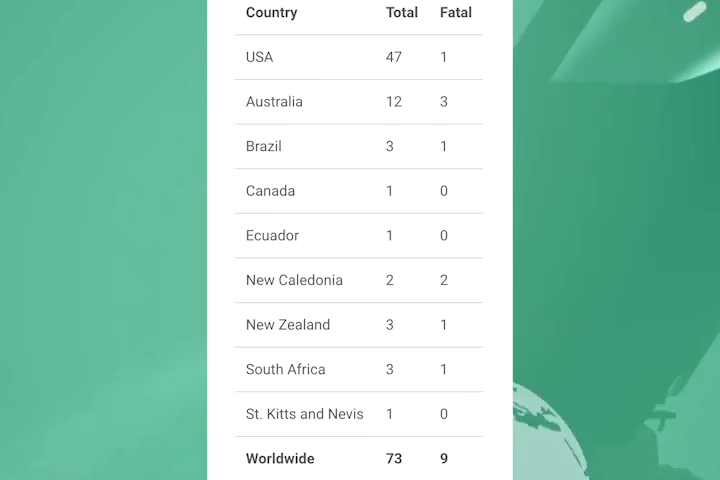 Country Total Fatal
USA 47 1
Australia 12 3
Brazil 3 1
Canada 1 0
Ecuador 1 0
New Caledonia 2 2
New Zealand 3 1
South Africa 3 1
St. Kitts and Nevis 1 0
Worldwide 73 9